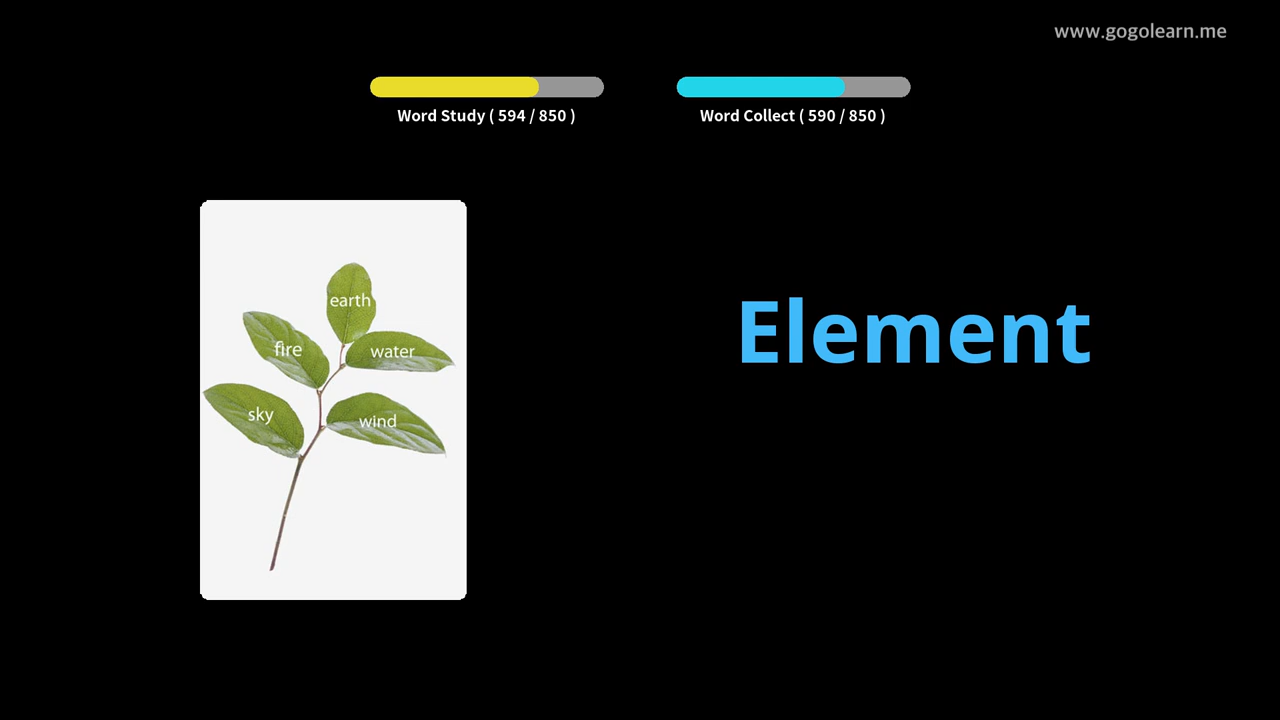 www.gogolearn.me
Word Study ( 594 / 850 )
Word Collect ( 590 / 850 )
earth
fire
water
sky
wind
Element